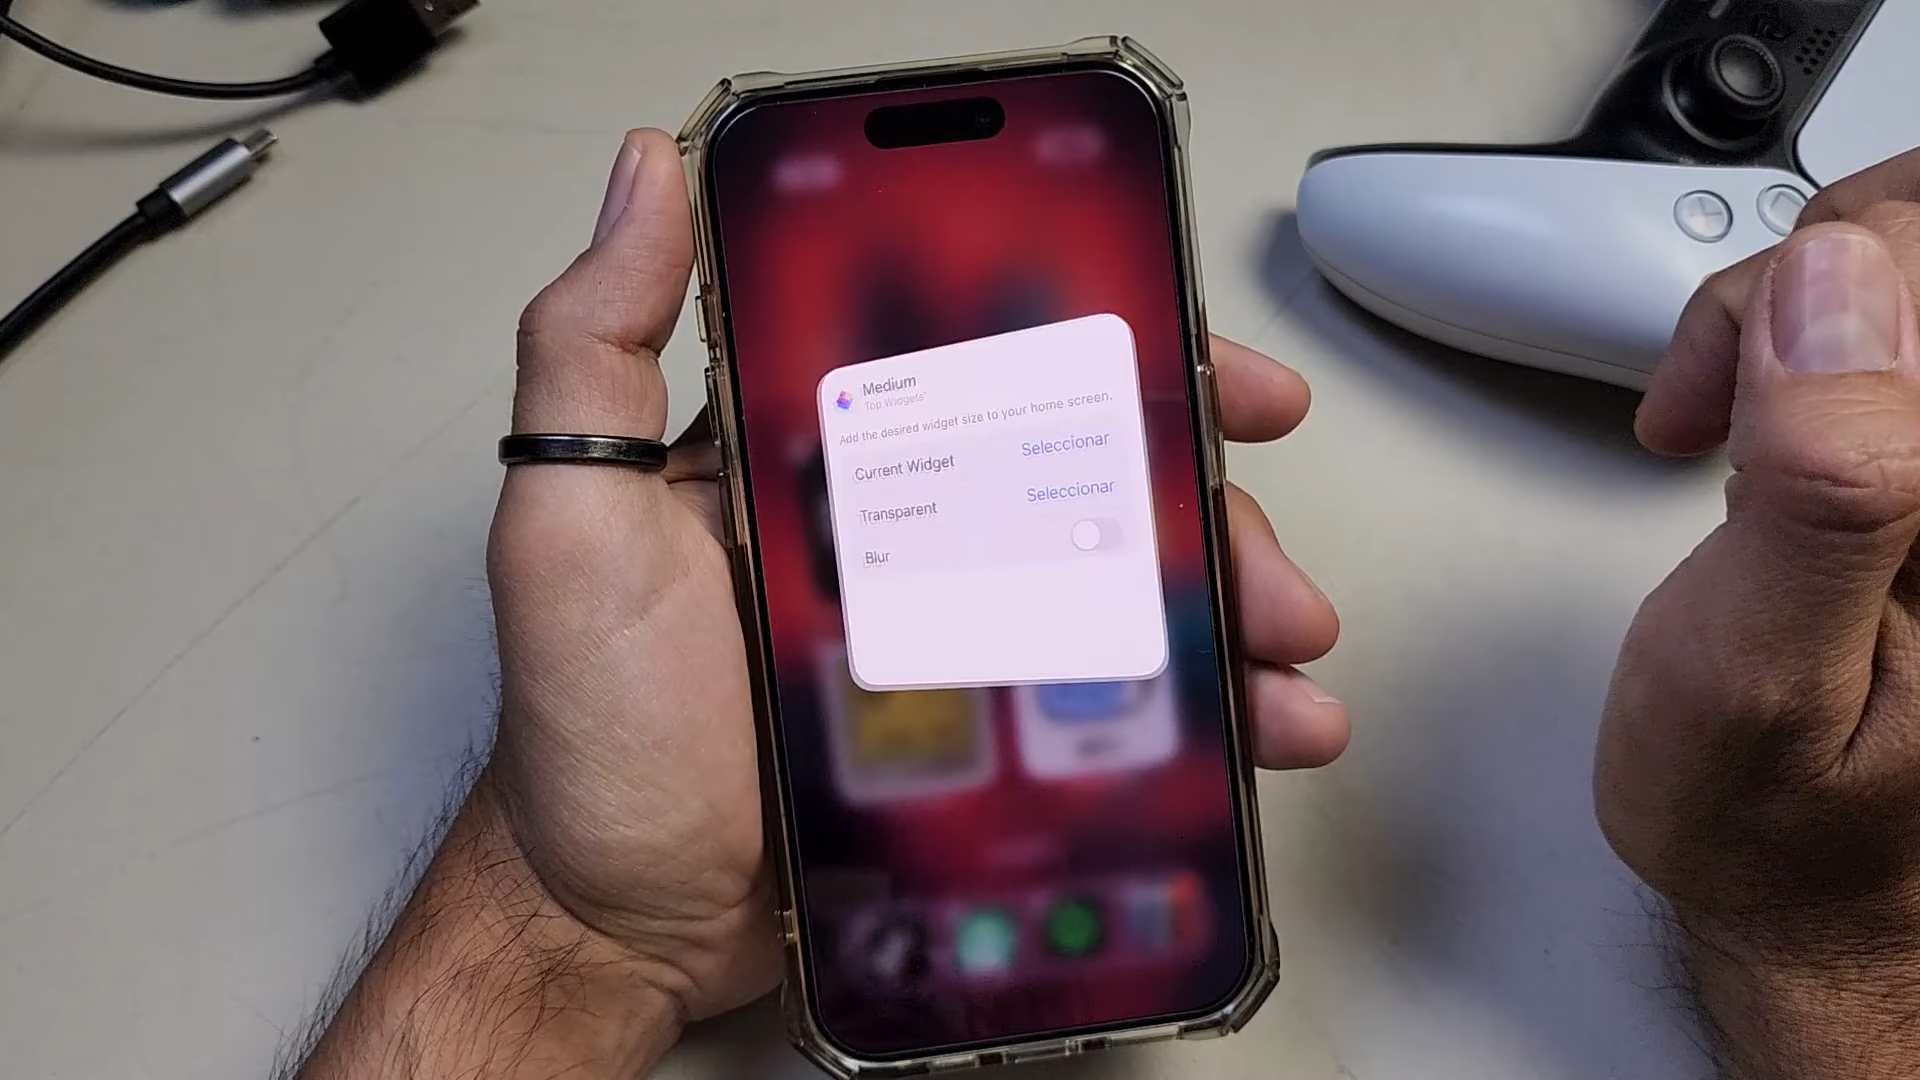 Medium
Top Widgets+
Add the desired widget size to your home screen.
Current Widget Seleccionar
Transparent Seleccionar
Blur